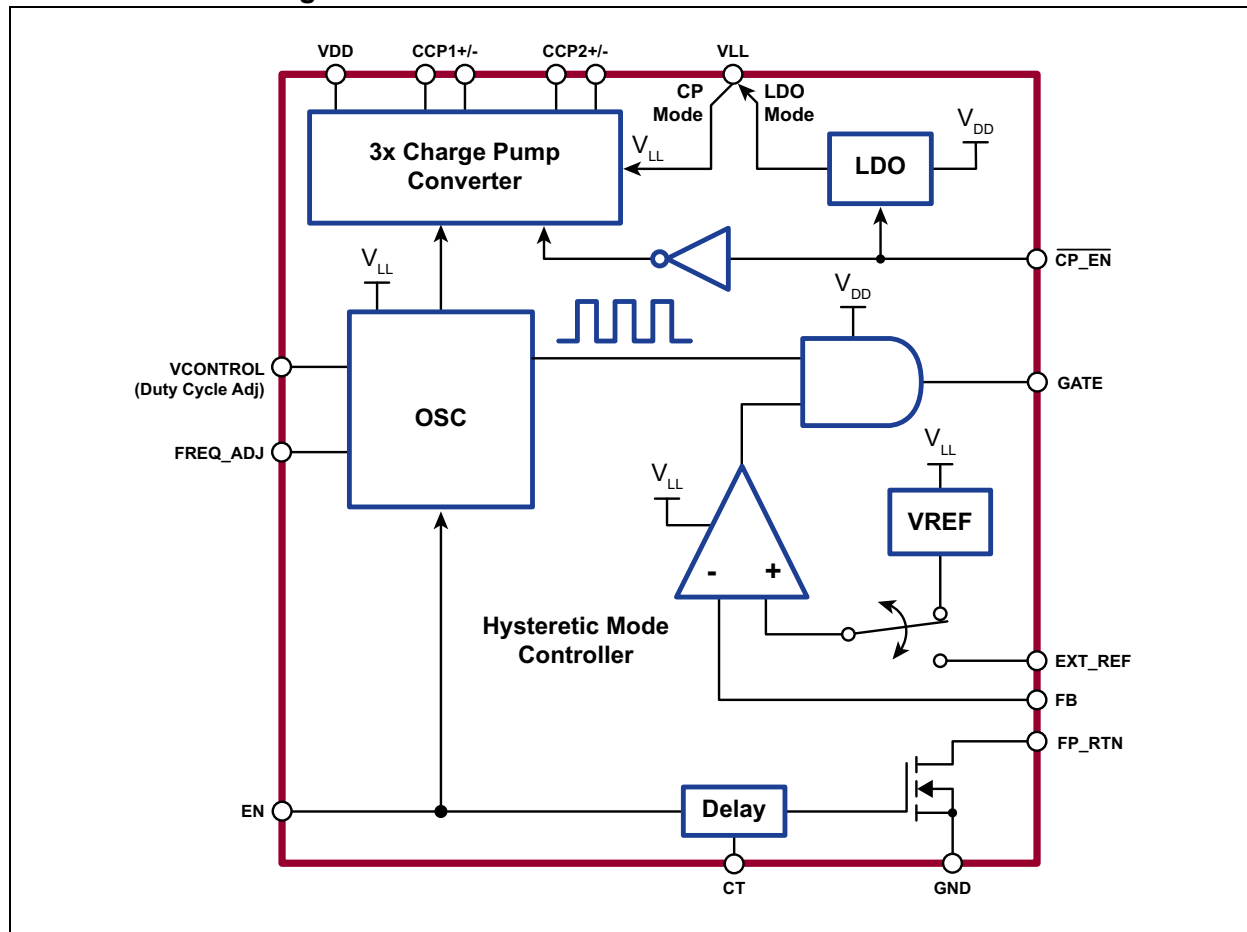 VDD
CCP1+/-
CCP2+/-
VLL
CP
Mode
LDO
Mode
3x Charge Pump
Converter
VLL
LDO
VDD
CP_EN
VLL
VDD
VCONTROL
(Duty Cycle Adj)
OSC
GATE
FREQ_ADJ
VLL
VLL
VREF
-
+
Hysteretic Mode
Controller
EXT_REF
FB
FP_RTN
EN
Delay
CT
GND